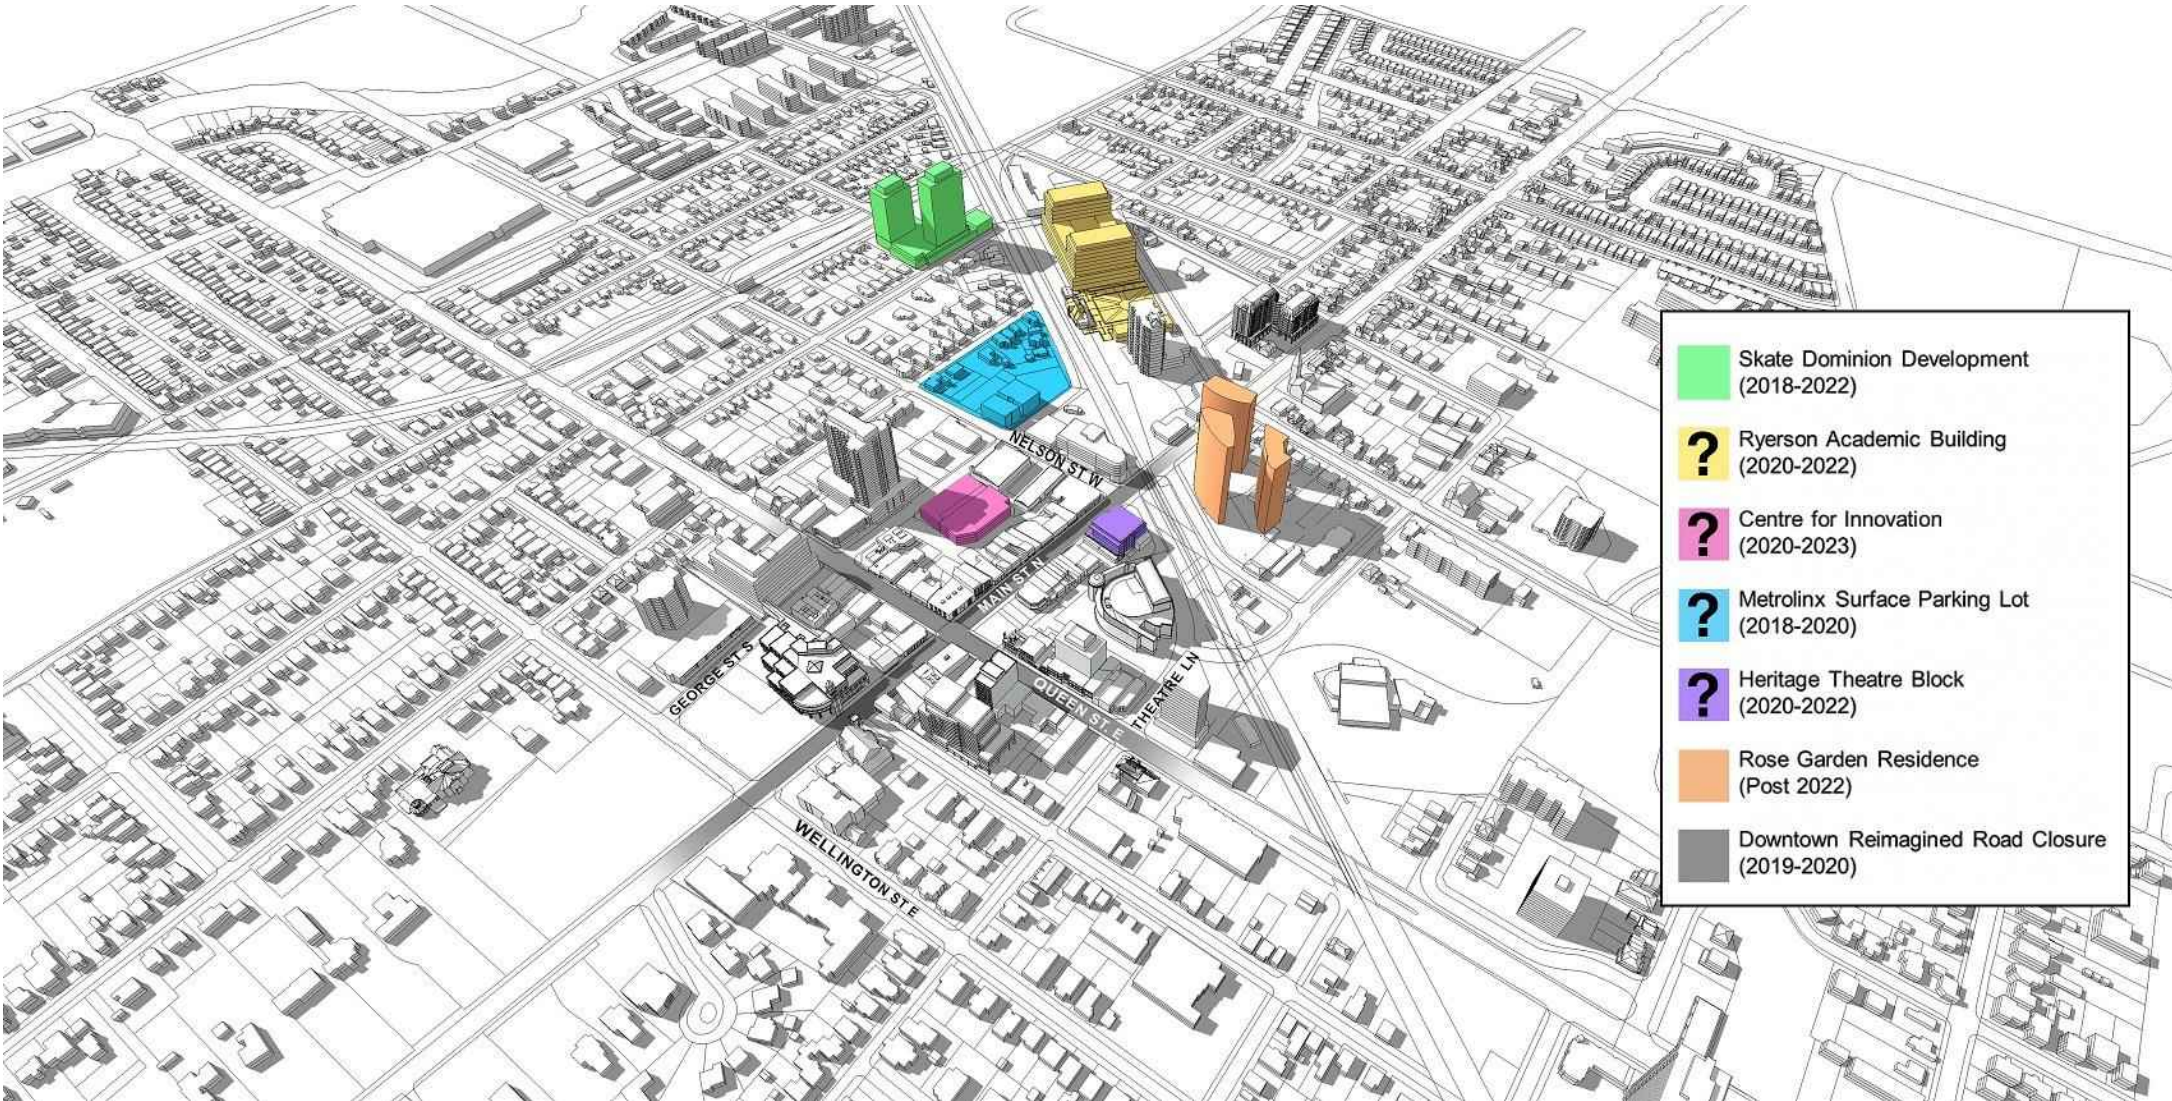 NELSON ST W
MAIN ST N
GEORGE ST S
QUEEN ST. E
THEATRE LN
WELLINGTON ST E
Skate Dominion Development
(2018-2022)
? Ryerson Academic Building
(2020-2022)
? Centre for Innovation
(2020-2023)
? Metrolinx Surface Parking Lot
(2018-2020)
? Heritage Theatre Block
(2020-2022)
Rose Garden Residence
(Post 2022)
Downtown Reimagined Road Closure
(2019-2020)